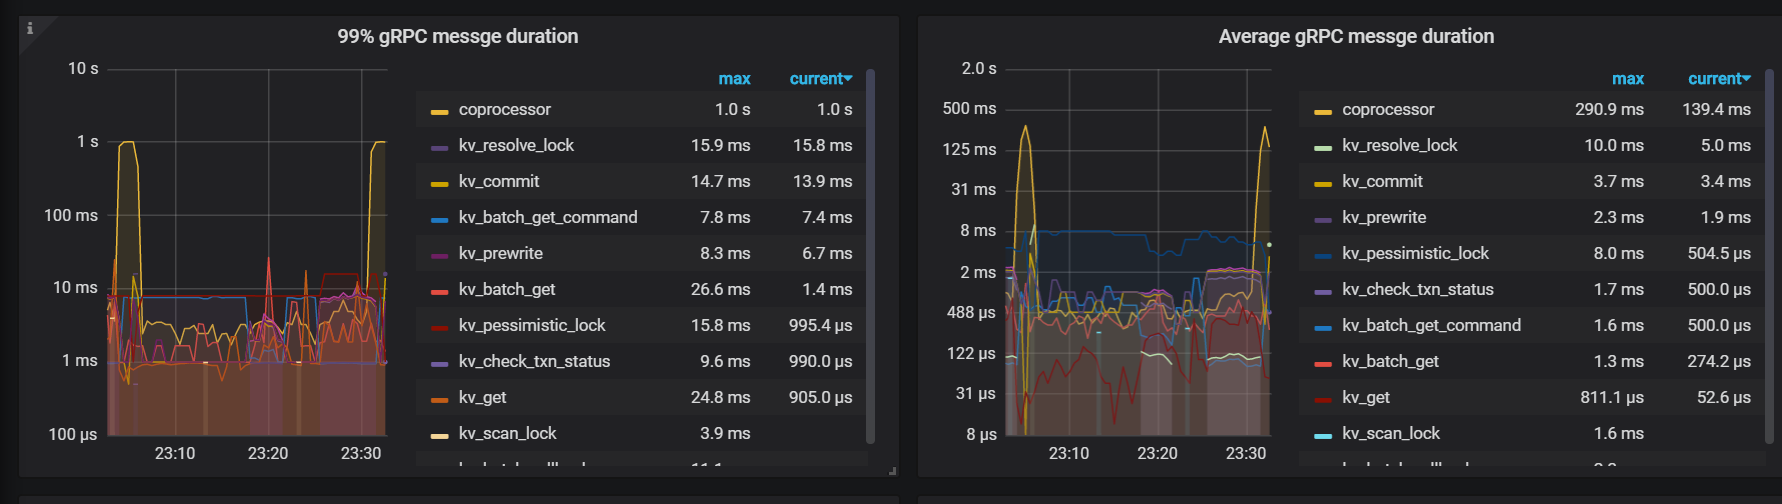 99% gRPC messge duration
10 s
1 s
100 ms
10 ms
1 ms
100 µs
23:10 23:20 23:30
max current
coprocessor 1.0 s 1.0 s
kv_resolve_lock 15.9 ms 15.8 ms
kv_commit 14.7 ms 13.9 ms
kv_batch_get_command 7.8 ms 7.4 ms
kv_prewrite 8.3 ms 6.7 ms
kv_batch_get 26.6 ms 1.4 ms
kv_pessimistic_lock 15.8 ms 995.4 µs
kv_check_txn_status 9.6 ms 990.0 µs
kv_get 24.8 ms 905.0 µs
kv_scan_lock 3.9 ms
Average gRPC messge duration
2.0 s
500 ms
125 ms
31 ms
8 ms
2 ms
488 µs
122 µs
31 µs
8 µs
23:10 23:20 23:30
max current
coprocessor 290.9 ms 139.4 ms
kv_resolve_lock 10.0 ms 5.0 ms
kv_commit 3.7 ms 3.4 ms
kv_prewrite 2.3 ms 1.9 ms
kv_pessimistic_lock 8.0 ms 504.5 µs
kv_check_txn_status 1.7 ms 500.0 µs
kv_batch_get_command 1.6 ms 500.0 µs
kv_batch_get 1.3 ms 274.2 µs
kv_get 811.1 µs 52.6 µs
kv_scan_lock 1.6 ms